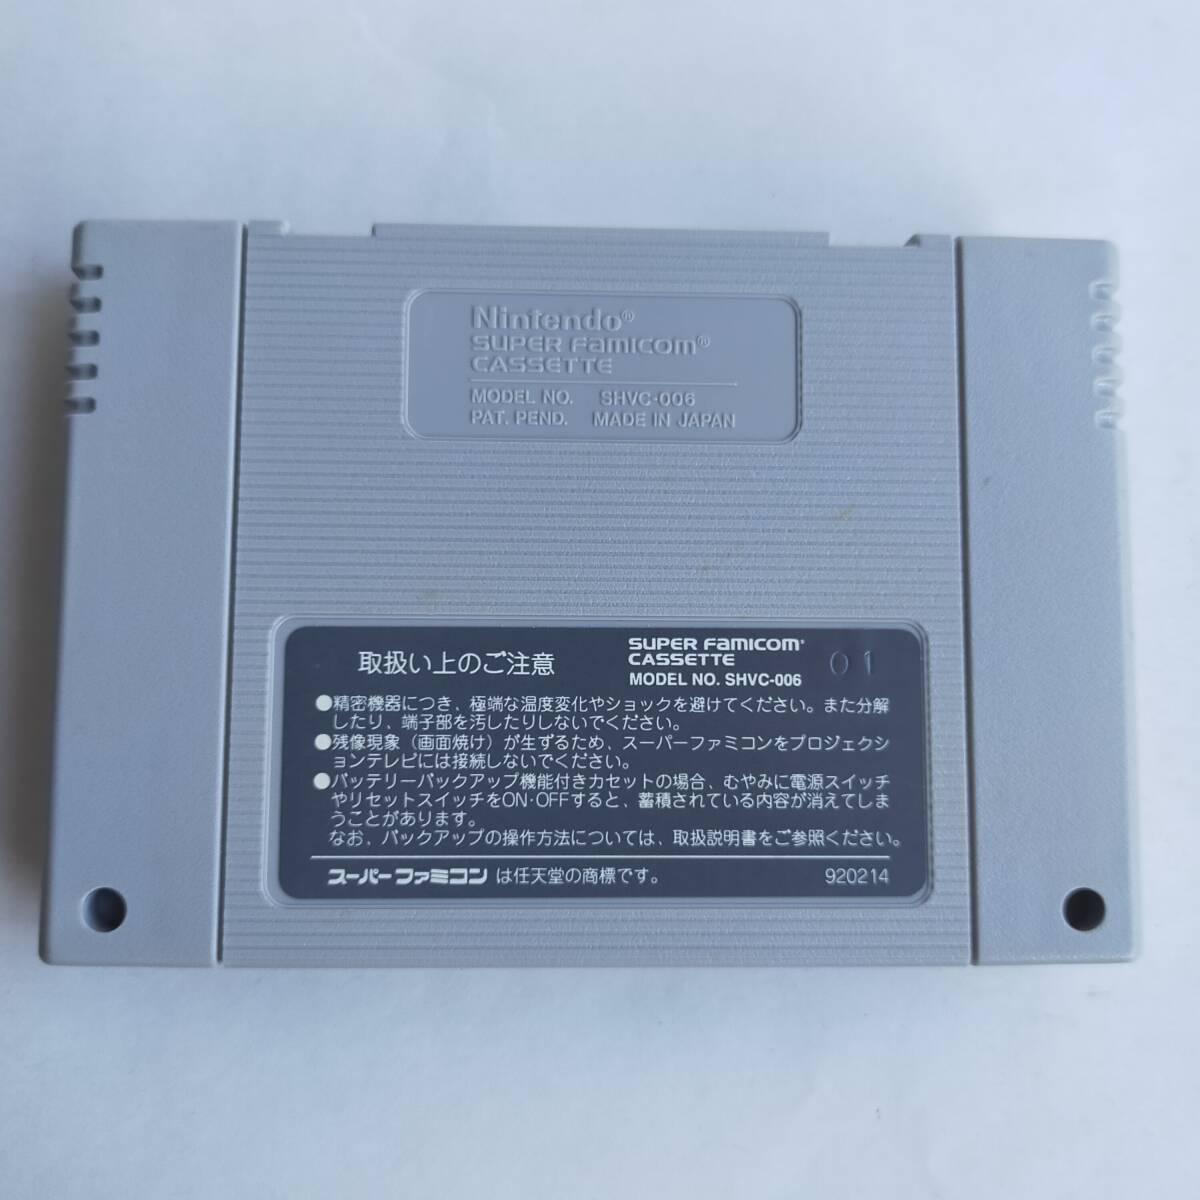 Nintendo®
SUPER FAMICOM®
CASSETTE
MODEL NO. SHVC-006
PAT. PEND. MADE IN JAPAN
取扱い上のご注意
SUPER FAMICOM®
CASSETTE
MODEL NO. SHVC-006
01
●精密機器につき、極端な温度変化やショックを避けてください。また分解
したり、端子部を汚したりしないでください。
●残像現象（画面焼け）が生ずるため、スーパーファミコンをプロジェクシ
ョンテレビには接続しないでください。
●バッテリーバックアップ機能付きカセットの場合、むやみに電源スイッチ
やリセットスイッチをON・OFFすると、蓄積されている内容が消えてしま
うことがあります。
なお、バックアップの操作方法については、取扱説明書をご参照ください。
スーパーファミコン は任天堂の商標です。
920214